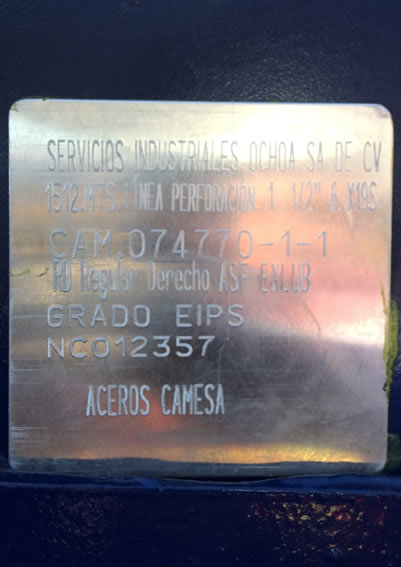 SERVICIOS INDUSTRIALES OCHOA SA DE CV
1512.MTS.LINEA PERFORACION 1 1/2" 6 X19S
CAM.074770-1-1
RD Regular Derecho ASF EXLUB
GRADO EIPS
NC012357
ACEROS CAMESA